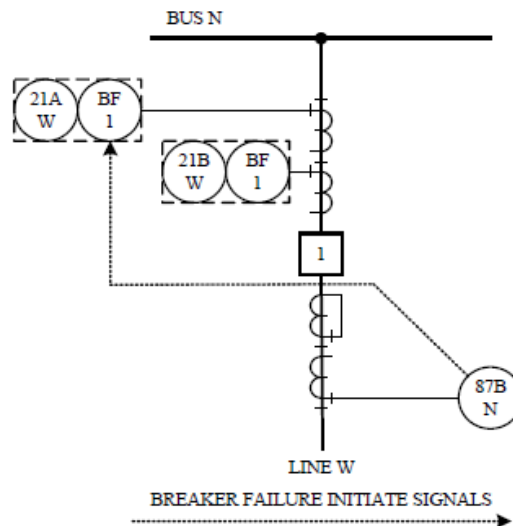 BUS N
21A
W
BF
1
21B
W
BF
1
1
87B
N
LINE W
BREAKER FAILURE INITIATE SIGNALS